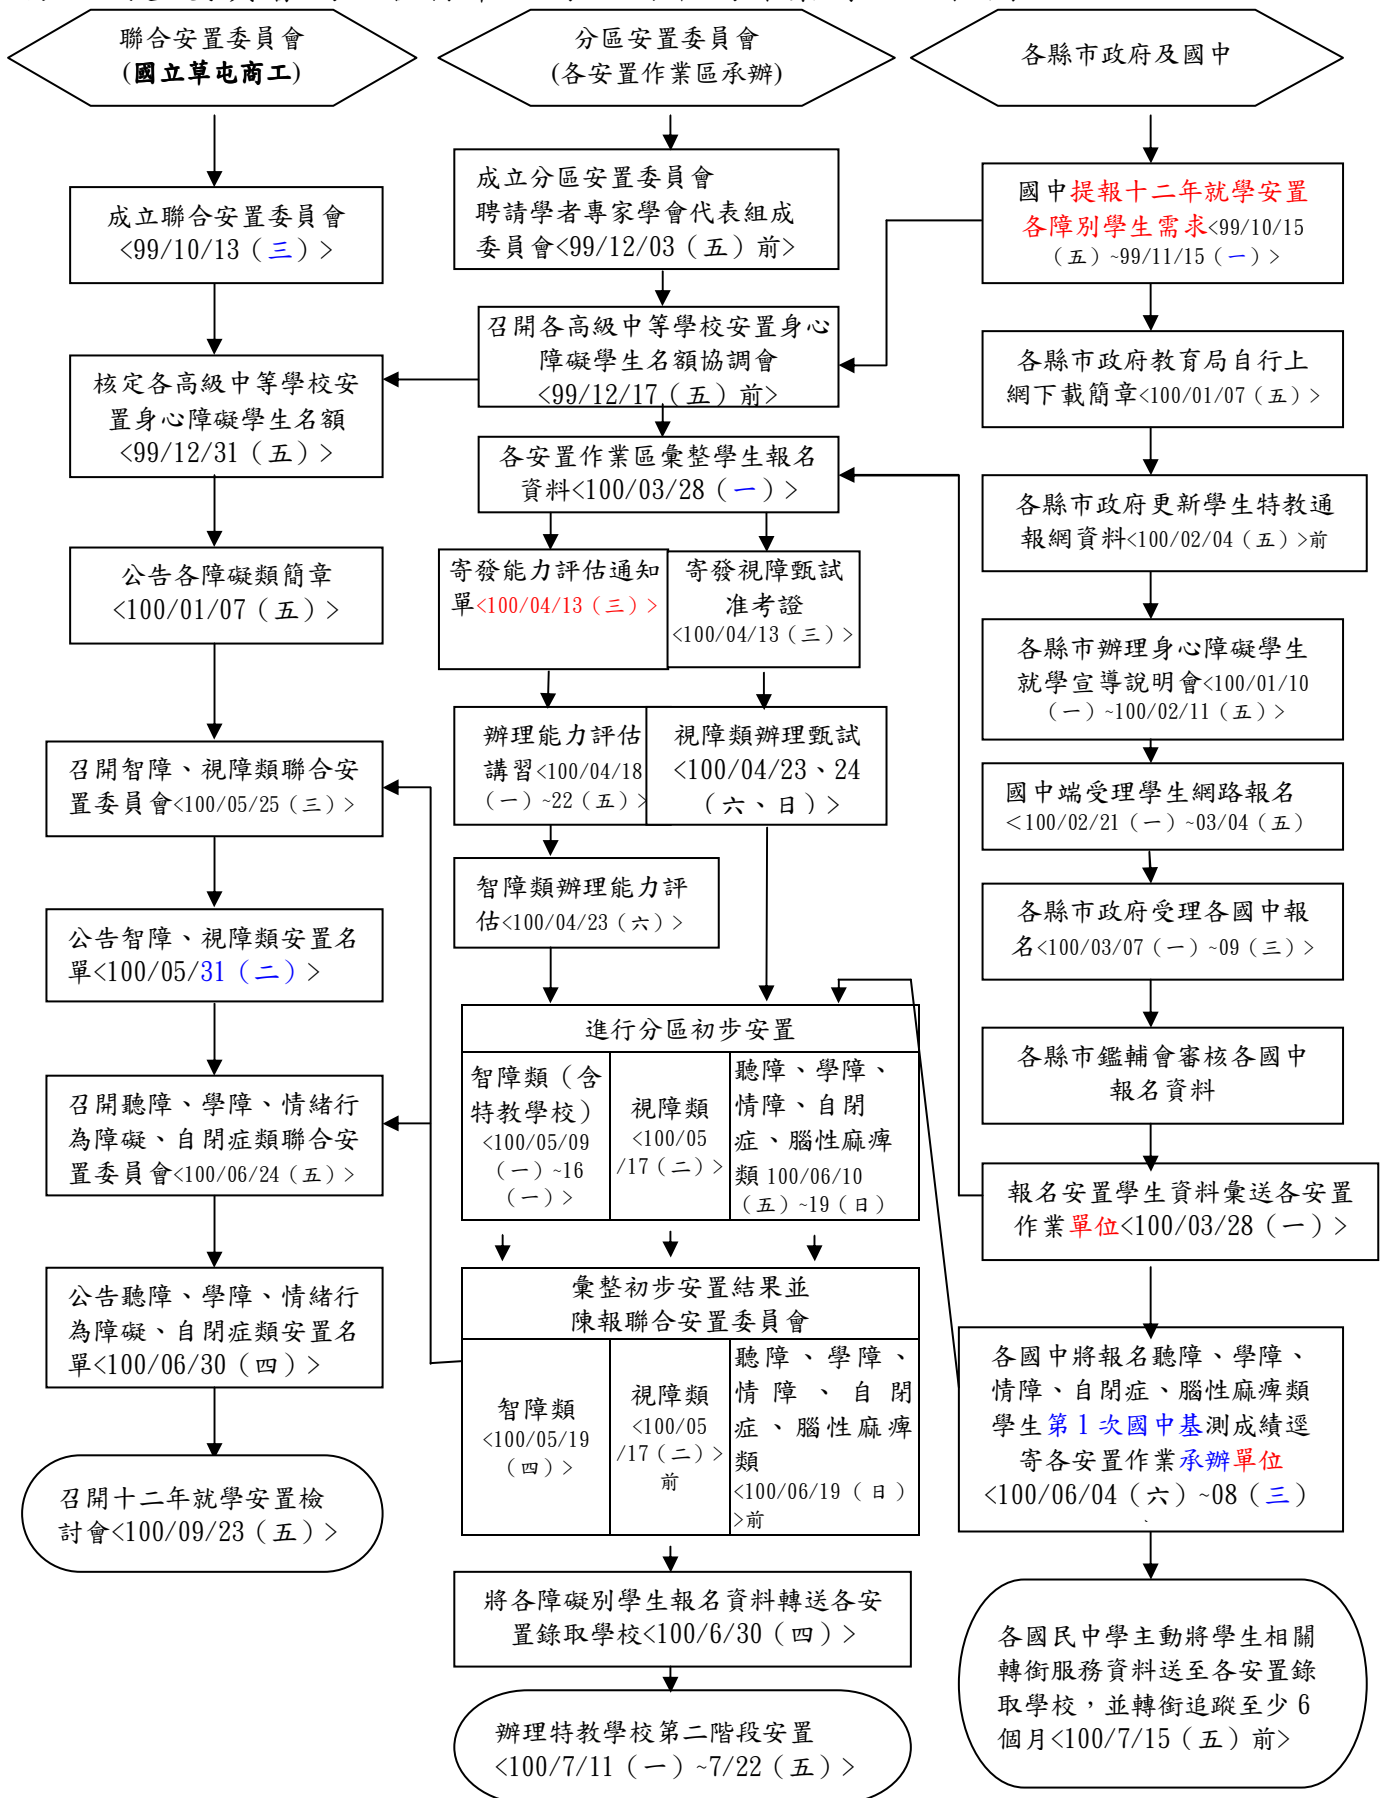 聯合安置委員會
(國立草屯商工)
成立聯合安置委員會
<99/10/13（三）>
核定各高級中等學校安
置身心障礙學生名額
<99/12/31（五）>
公告各障礙類簡章
<100/01/07（五）>
召開智障、視障類聯合安
置委員會<100/05/25（三）>
公告智障、視障類安置名
單<100/05/31（二）>
召開聽障、學障、情緒行
為障礙、自閉症類聯合安
置委員會<100/06/24（五）>
公告聽障、學障、情緒行
為障礙、自閉症類安置名
單<100/06/30（四）>
召開十二年就學安置檢
討會<100/09/23（五）>
分區安置委員會
(各安置作業區承辦)
成立分區安置委員會
聘請學者專家學會代表組成
委員會<99/12/03（五）前>
召開各高級中等學校安置身心
障礙學生名額協調會
<99/12/17（五）前>
各安置作業區彙整學生報名
資料<100/03/28（一）>
寄發能力評估通知
單<100/04/13（三）>
寄發視障甄試
准考證
<100/04/13（三）>
辦理能力評估
講習<100/04/18
（一）~22（五）>
視障類辦理甄試
<100/04/23、24
（六、日）>
智障類辦理能力評
估<100/04/23（六）>
進行分區初步安置
智障類（含
特教學校）
<100/05/09
（一）~16
（一）>
視障類
<100/05
/17（二）>
聽障、學障、
情障、自閉
症、腦性麻痺
類 100/06/10
（五）~19（日）
彙整初步安置結果並
陳報聯合安置委員會
智障類
<100/05/19
（四）>
視障類
<100/05
/17（二）>
前
聽障、學障、
情障、自閉
症、腦性麻痺
類
<100/06/19（日）
>前
將各障礙別學生報名資料轉送各安
置錄取學校<100/6/30（四）>
辦理特教學校第二階段安置
<100/7/11（一）~7/22（五）>
各縣市政府及國中
國中提報十二年就學安置
各障別學生需求<99/10/15
（五）~99/11/15（一）>
各縣市政府教育局自行上
網下載簡章<100/01/07（五）>
各縣市政府更新學生特教通
報網資料<100/02/04（五）>前
各縣市辦理身心障礙學生
就學宣導說明會<100/01/10
（一）~100/02/11（五）>
國中端受理學生網路報名
＜100/02/21（一）~03/04（五）
各縣市政府受理各國中報
名<100/03/07（一）~09（三）>
各縣市鑑輔會審核各國中
報名資料
報名安置學生資料彙送各安置
作業單位<100/03/28（一）>
各國中將報名聽障、學障、
情障、自閉症、腦性麻痺類
學生第 1 次國中基測成績逕
寄各安置作業承辦單位
<100/06/04（六）~08（三）
各國民中學主動將學生相關
轉銜服務資料送至各安置錄
取學校，並轉銜追蹤至少 6
個月<100/7/15（五）前>